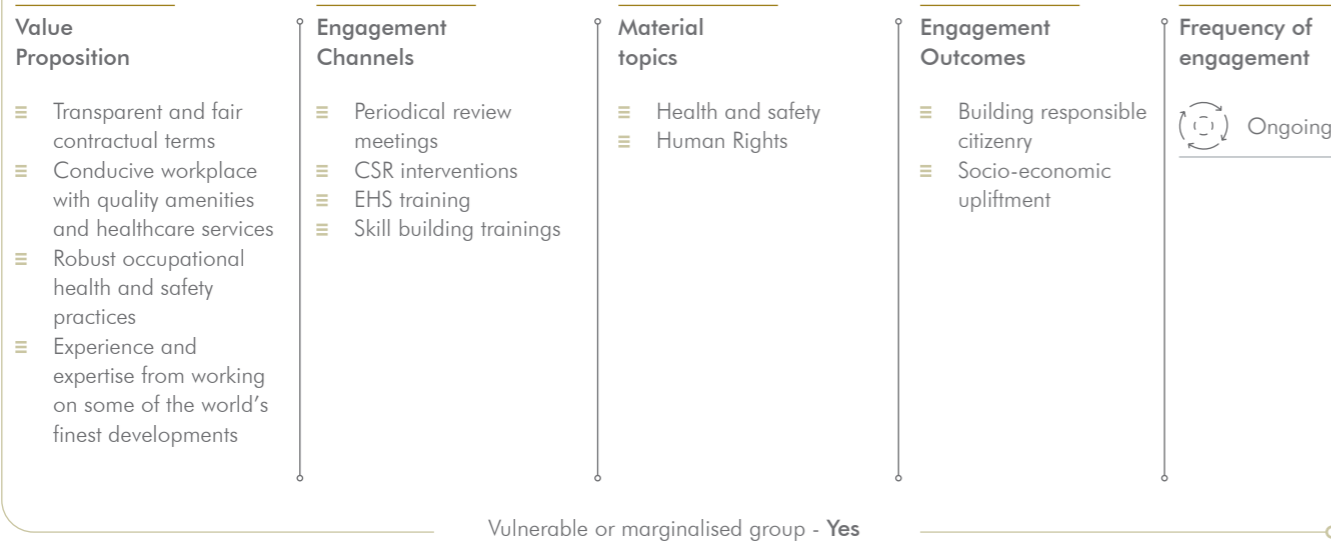 Value
Proposition
Transparent and fair
contractual terms
Conducive workplace
with quality amenities
and healthcare services
Robust occupational
health and safety
practices
Experience and
expertise from working
on some of the world's
finest developments
Engagement
Channels
Periodical review
meetings
CSR interventions
EHS training
Skill building trainings
Material
topics
Health and safety
Human Rights
Engagement
Outcomes
Building responsible
citizenry
Socio-economic
upliftment
Frequency of
engagement
Ongoing
Vulnerable or marginalised group - Yes